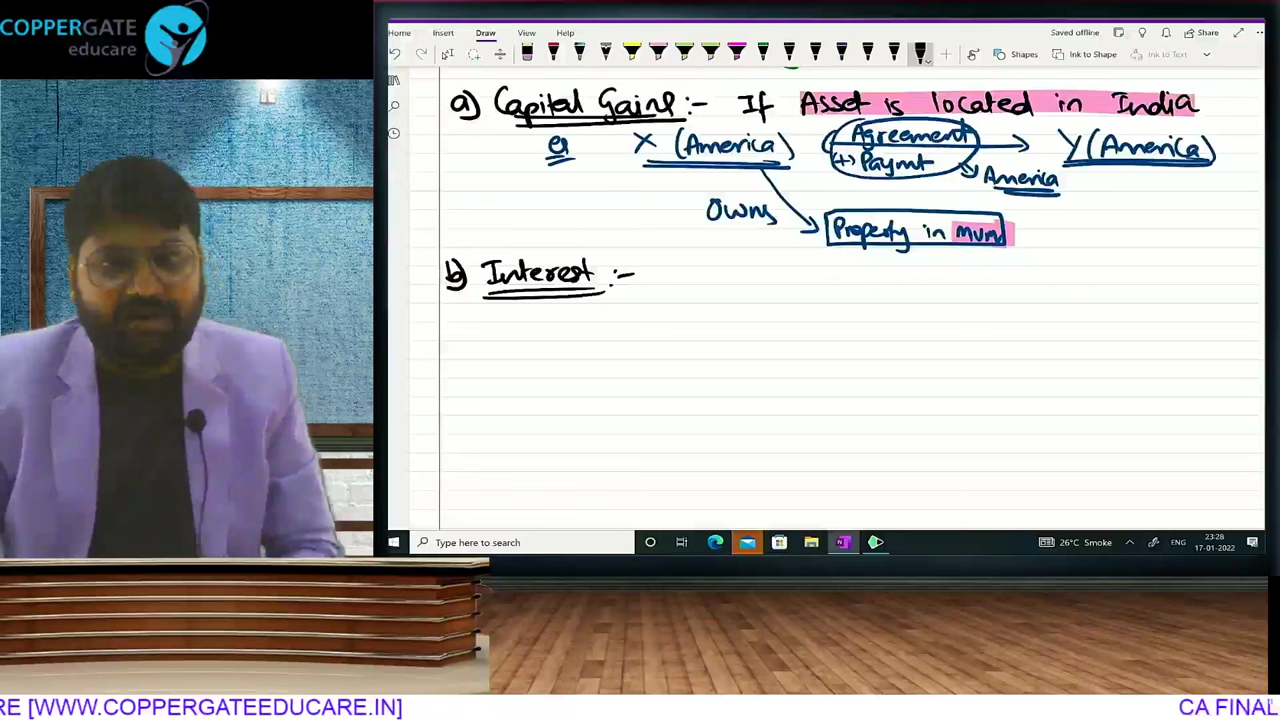 COPPERGATE
educare
Home Insert Draw View Help
Saved offline
Share
Shapes
Ink to Shape
Ink to Text
a) Capital Gains :- If Asset is located in India
eg X (America) Agreement Y (America)
(+) Paymt America
Owns
Property in mum
b) Interest :-
Type here to search
26°C Smoke
ENG
23:28
17-01-2022
RE [WWW.COPPERGATEEDUCARE.IN]
CA FINAL